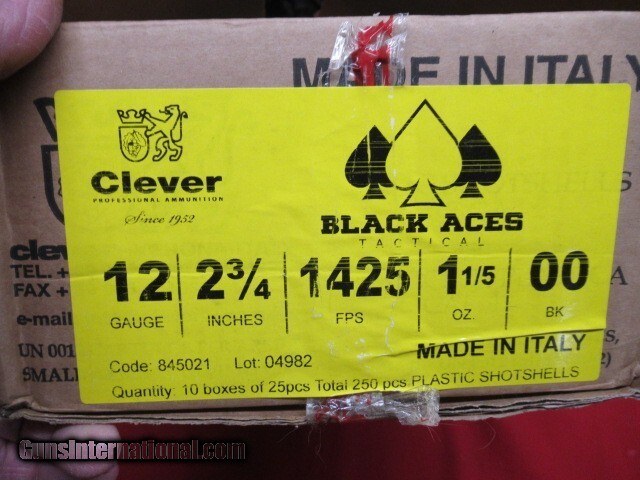 MADE IN ITALY
Clever
PROFESSIONAL AMMUNITION
Since 1952
BLACK ACES
TACTICAL
12 2¾ 1425 1 1/5 00
GAUGE INCHES FPS OZ. BK
Code: 845021 Lot: 04982
MADE IN ITALY
Quantity: 10 boxes of 25pcs Total 250 pcs PLASTIC SHOTSHELLS
TEL. +
FAX +
e-mail
UN 001
GunsInternational.com